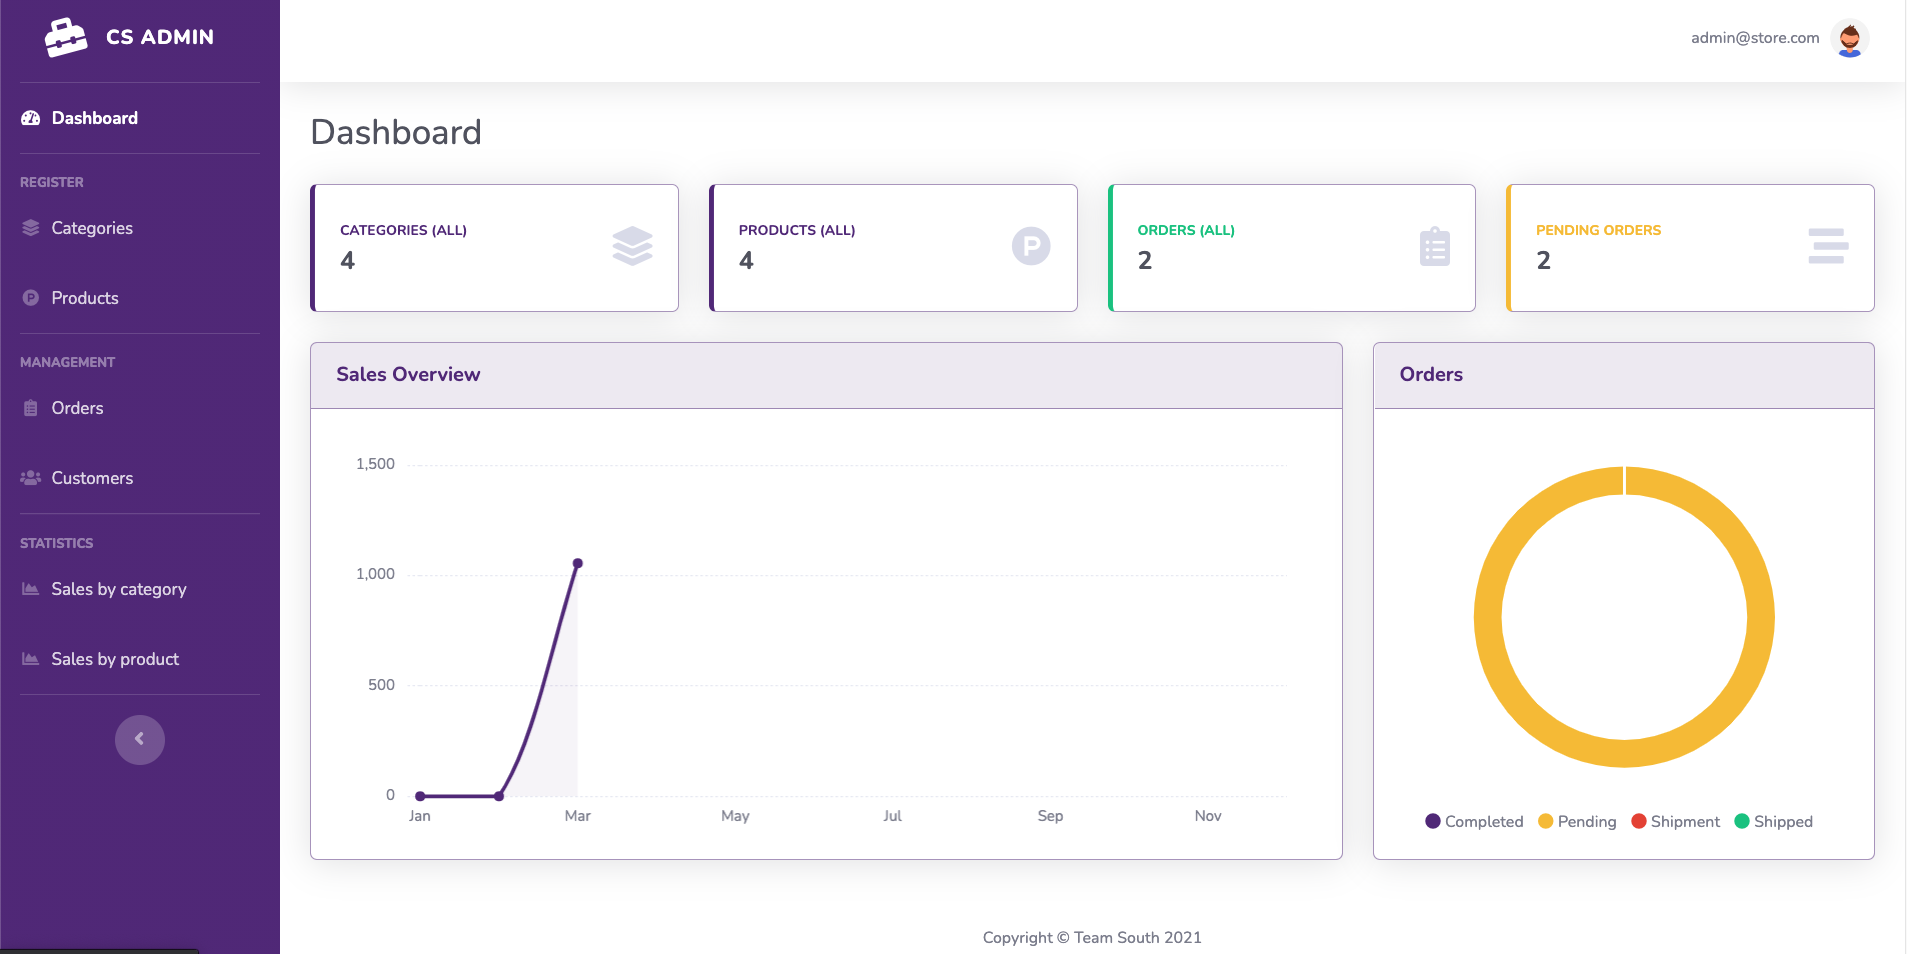 CS ADMIN
admin@store.com
Dashboard
REGISTER
Categories
Products
MANAGEMENT
Orders
Customers
STATISTICS
Sales by category
Sales by product
Dashboard
CATEGORIES (ALL)
4
PRODUCTS (ALL)
4
ORDERS (ALL)
2
PENDING ORDERS
2
Sales Overview
1,500
1,000
500
0
Jan Mar May Jul Sep Nov
Orders
Completed Pending Shipment Shipped
Copyright © Team South 2021